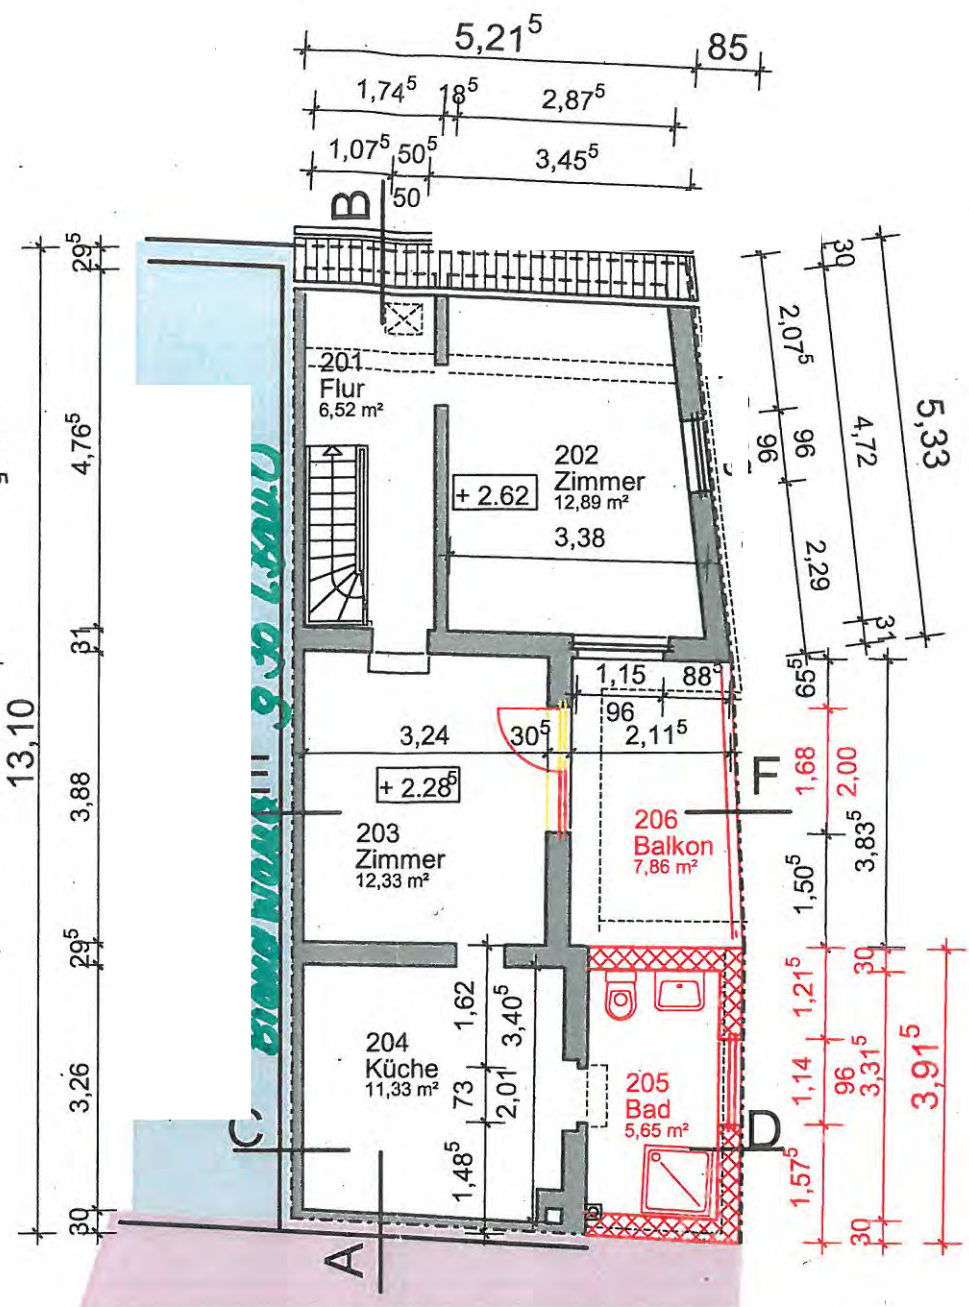 5,21⁵ 85
1,74⁵ 18⁵ 2,87⁵
1,07⁵ 50⁵ 3,45⁵
50
B
29⁵
4,76⁵
31
3,88
29⁵
3,26
30
13,10
201
Flur
6,52 m²
202
Zimmer
12,89 m²
+ 2.62
3,38
30
2,07⁵
96
96
2,29
4,72
31
5,33
1,15 88⁵
96
3,24 30⁵ 2,11⁵
+ 2.28⁵
203
Zimmer
12,33 m²
206
Balkon
7,86 m²
F
65⁵
1,68
2,00
1,50⁵
3,83⁵
204
Küche
11,33 m²
1,62
3,40⁵
73
2,01
1,48⁵
205
Bad
5,65 m²
30
1,21⁵
1,14
96
3,31⁵
3,91⁵
1,57⁵
30
C
D
A